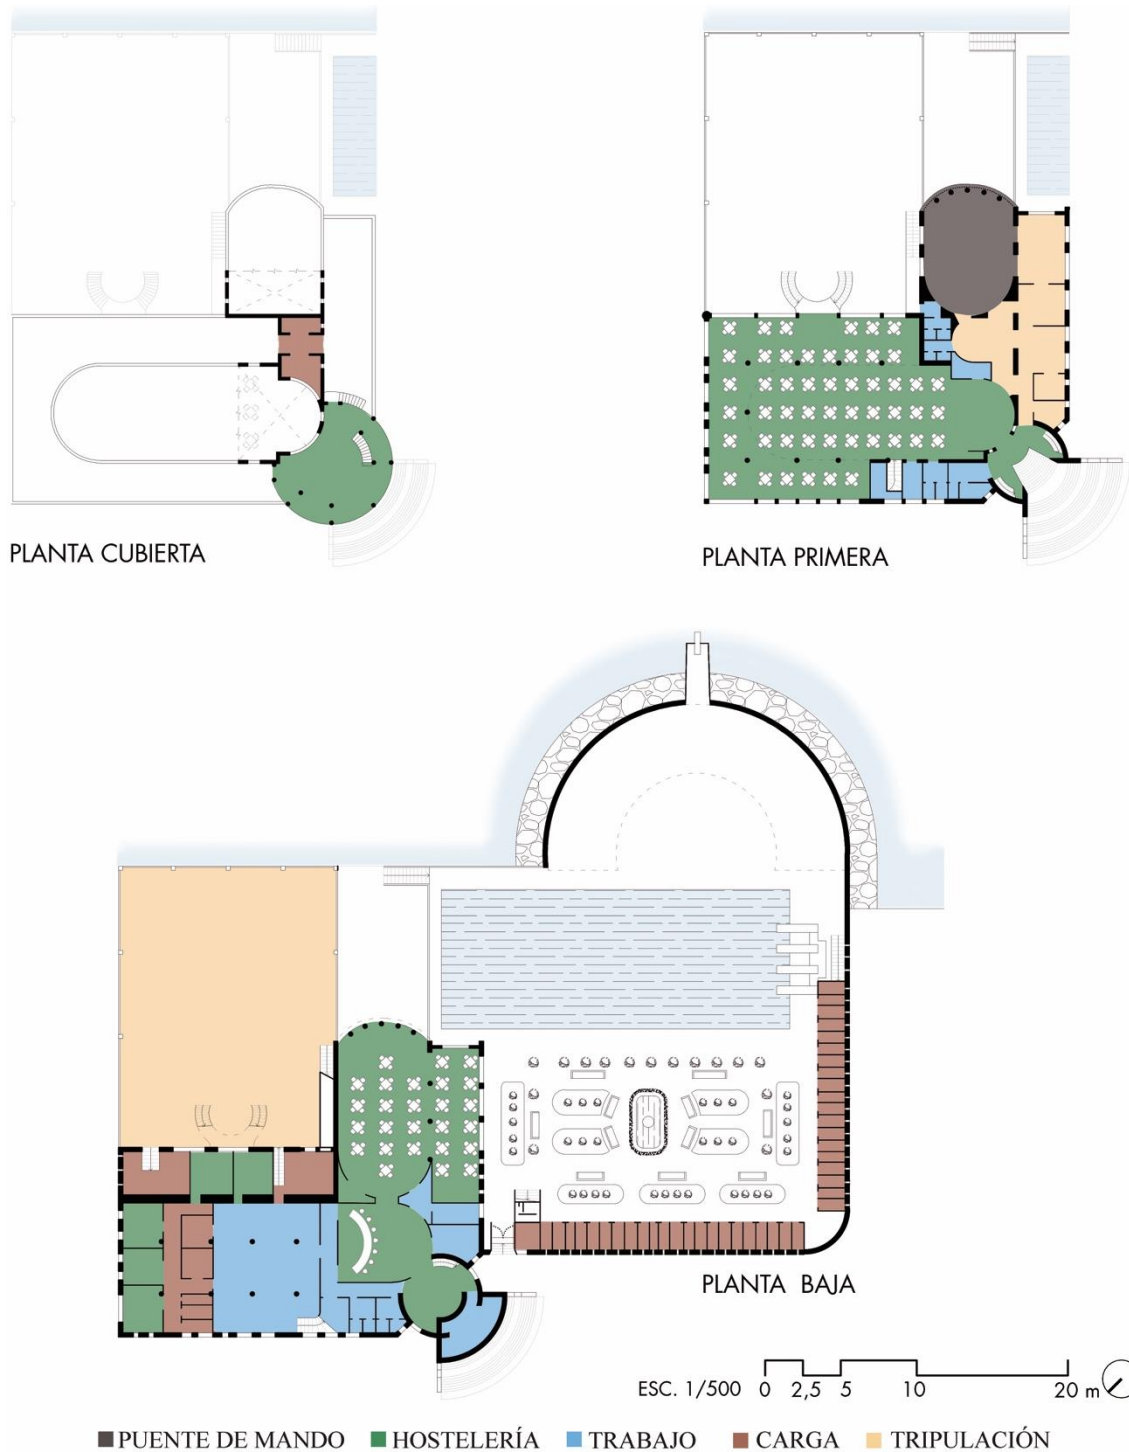 PLANTA CUBIERTA
PLANTA PRIMERA
PLANTA BAJA
ESC. 1/500 0 2,5 5 10 20 m
PUENTE DE MANDO HOSTELERÍA TRABAJO CARGA TRIPULACIÓN